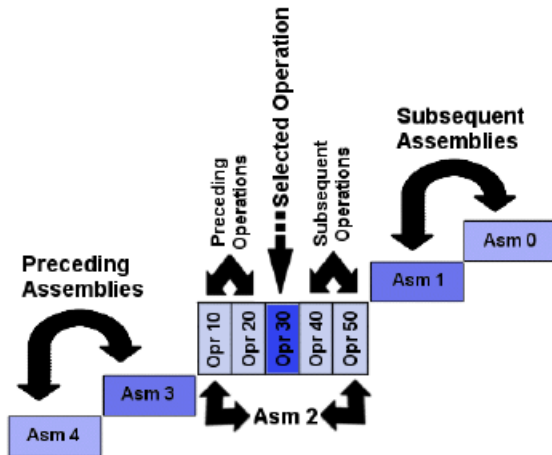 Selected Operation
Subsequent
Assemblies
Preceding
Operations
Subsequent
Operations
Asm 0
Preceding
Assemblies
Asm 1
Opr 10
Opr 20
Opr 30
Opr 40
Opr 50
Asm 3
Asm 2
Asm 4